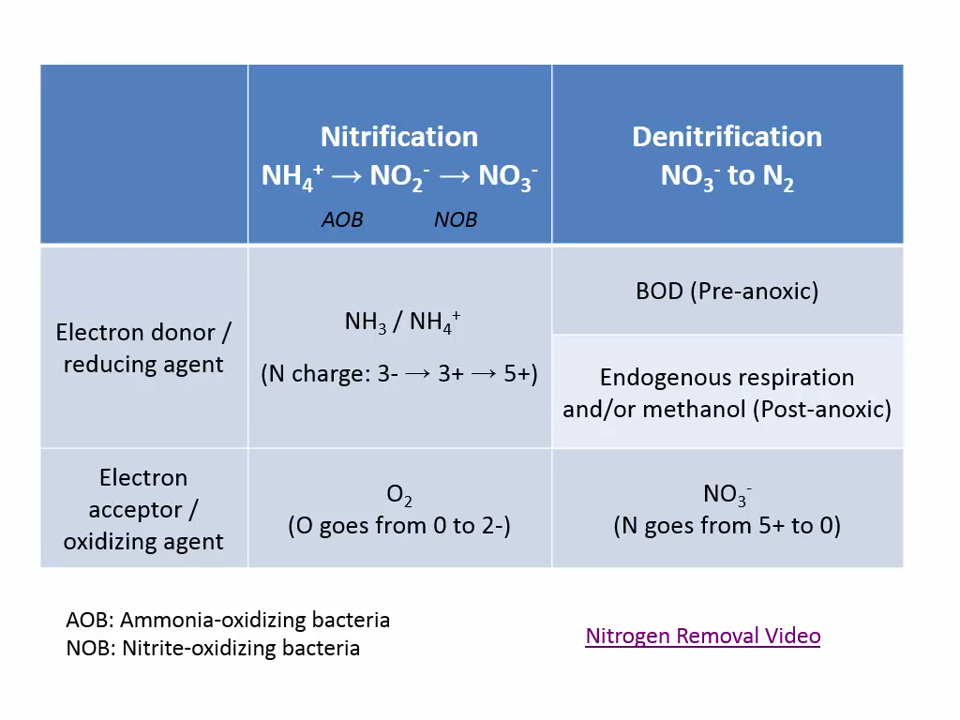 Nitrification
NH₄⁺ → NO₂⁻ → NO₃⁻
AOB NOB
Denitrification
NO₃⁻ to N₂
Electron donor /
reducing agent
NH₃ / NH₄⁺
(N charge: 3- → 3+ → 5+)
BOD (Pre-anoxic)
Endogenous respiration
and/or methanol (Post-anoxic)
Electron
acceptor /
oxidizing agent
O₂
(O goes from 0 to 2-)
NO₃⁻
(N goes from 5+ to 0)
AOB: Ammonia-oxidizing bacteria
NOB: Nitrite-oxidizing bacteria
Nitrogen Removal Video